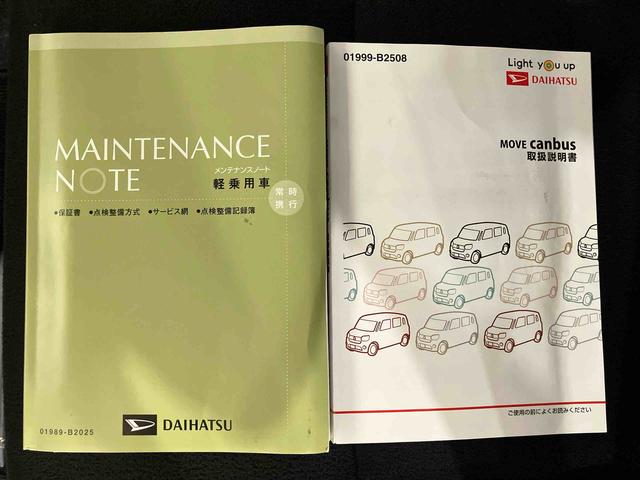 MAINTENANCE
NOTE
メンテナンスノート
軽乗用車
常時
携行
●保証書 ●点検整備方式 ●サービス網 ●点検整備記録簿
01989-B2025
DAIHATSU
01999-B2508
Light you up
DAIHATSU
MOVE canbus
取扱説明書
ご使用の前によくお読みください